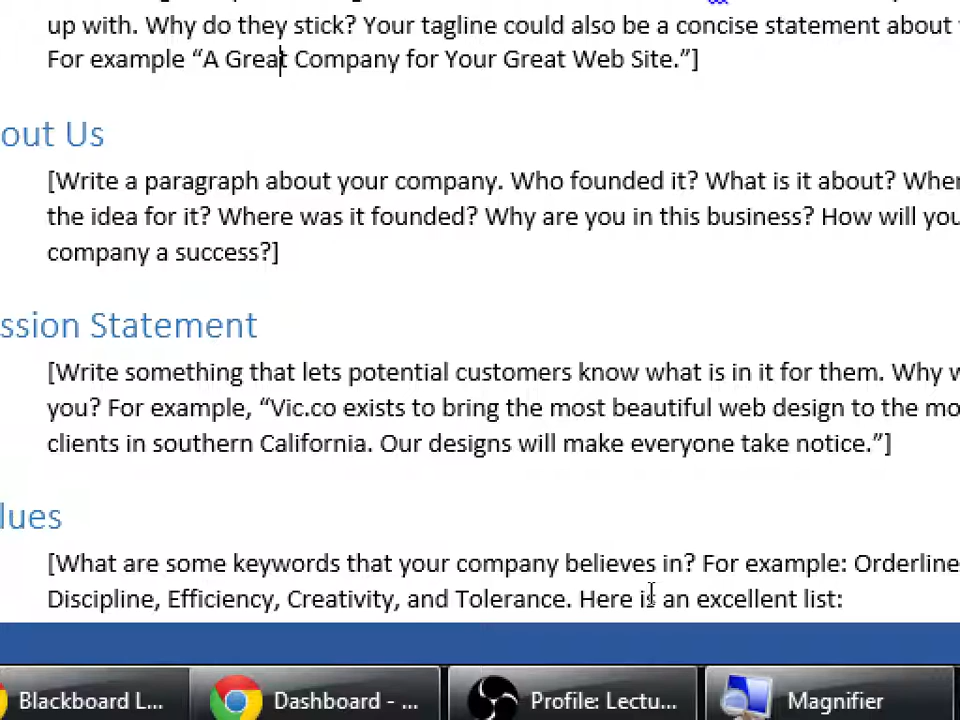 up with. Why do they stick? Your tagline could also be a concise statement about
For example “A Great Company for Your Great Web Site.”]
out Us
[Write a paragraph about your company. Who founded it? What is it about? Wher
the idea for it? Where was it founded? Why are you in this business? How will you
company a success?]
ssion Statement
[Write something that lets potential customers know what is in it for them. Why w
you? For example, “Vic.co exists to bring the most beautiful web design to the mo
clients in southern California. Our designs will make everyone take notice.”]
lues
[What are some keywords that your company believes in? For example: Orderline
Discipline, Efficiency, Creativity, and Tolerance. Here is an excellent list:
Blackboard L... Dashboard - ... Profile: Lectu... Magnifier